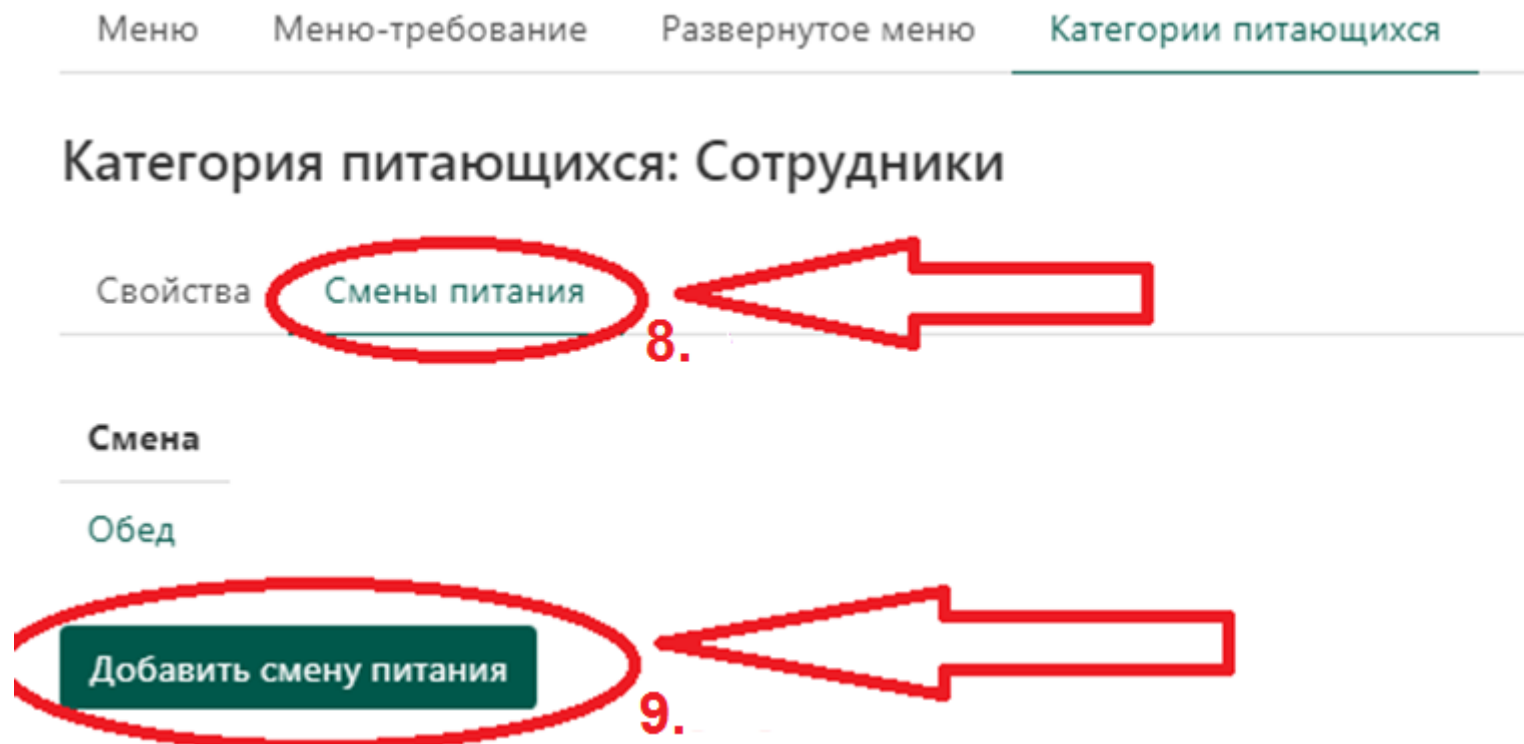 Меню Меню-требование Развернутое меню Категории питающихся
Категория питающихся: Сотрудники
Свойства Смены питания
8.
Смена
Обед
Добавить смену питания
9.